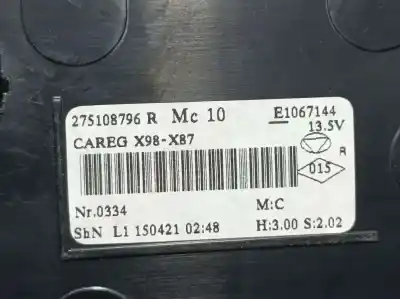 275108796 R Mc 10 E1067144
13.5V
CAREG X98-X87
R
015
Nr.0334 M:C
ShN L1 150421 02:48 H:3.00 S:2.02